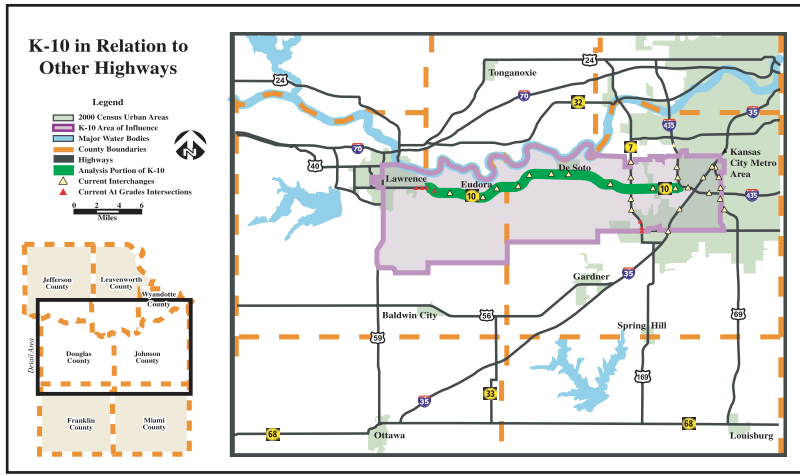 K-10 in Relation to
Other Highways
Legend
2000 Census Urban Areas
K-10 Area of Influence
Major Water Bodies
County Boundaries
Highways
Analysis Portion of K-10
Current Interchanges
Current At Grades Intersections
6 4 2 0 6
Miles
N
Jefferson
County
Leavenworth
County
Wyandotte
County
Detail Area
Douglas
County
Johnson
County
Franklin
County
Miami
County
24
24
Tonganoxie
70
32
35
435
7
70
40
Kansas
City Metro
Area
De Soto
Lawrence
Eudora
10
10
435
Gardner
35
Baldwin City
56
69
Spring Hill
59
169
33
35
68
68
Ottawa
Louisburg